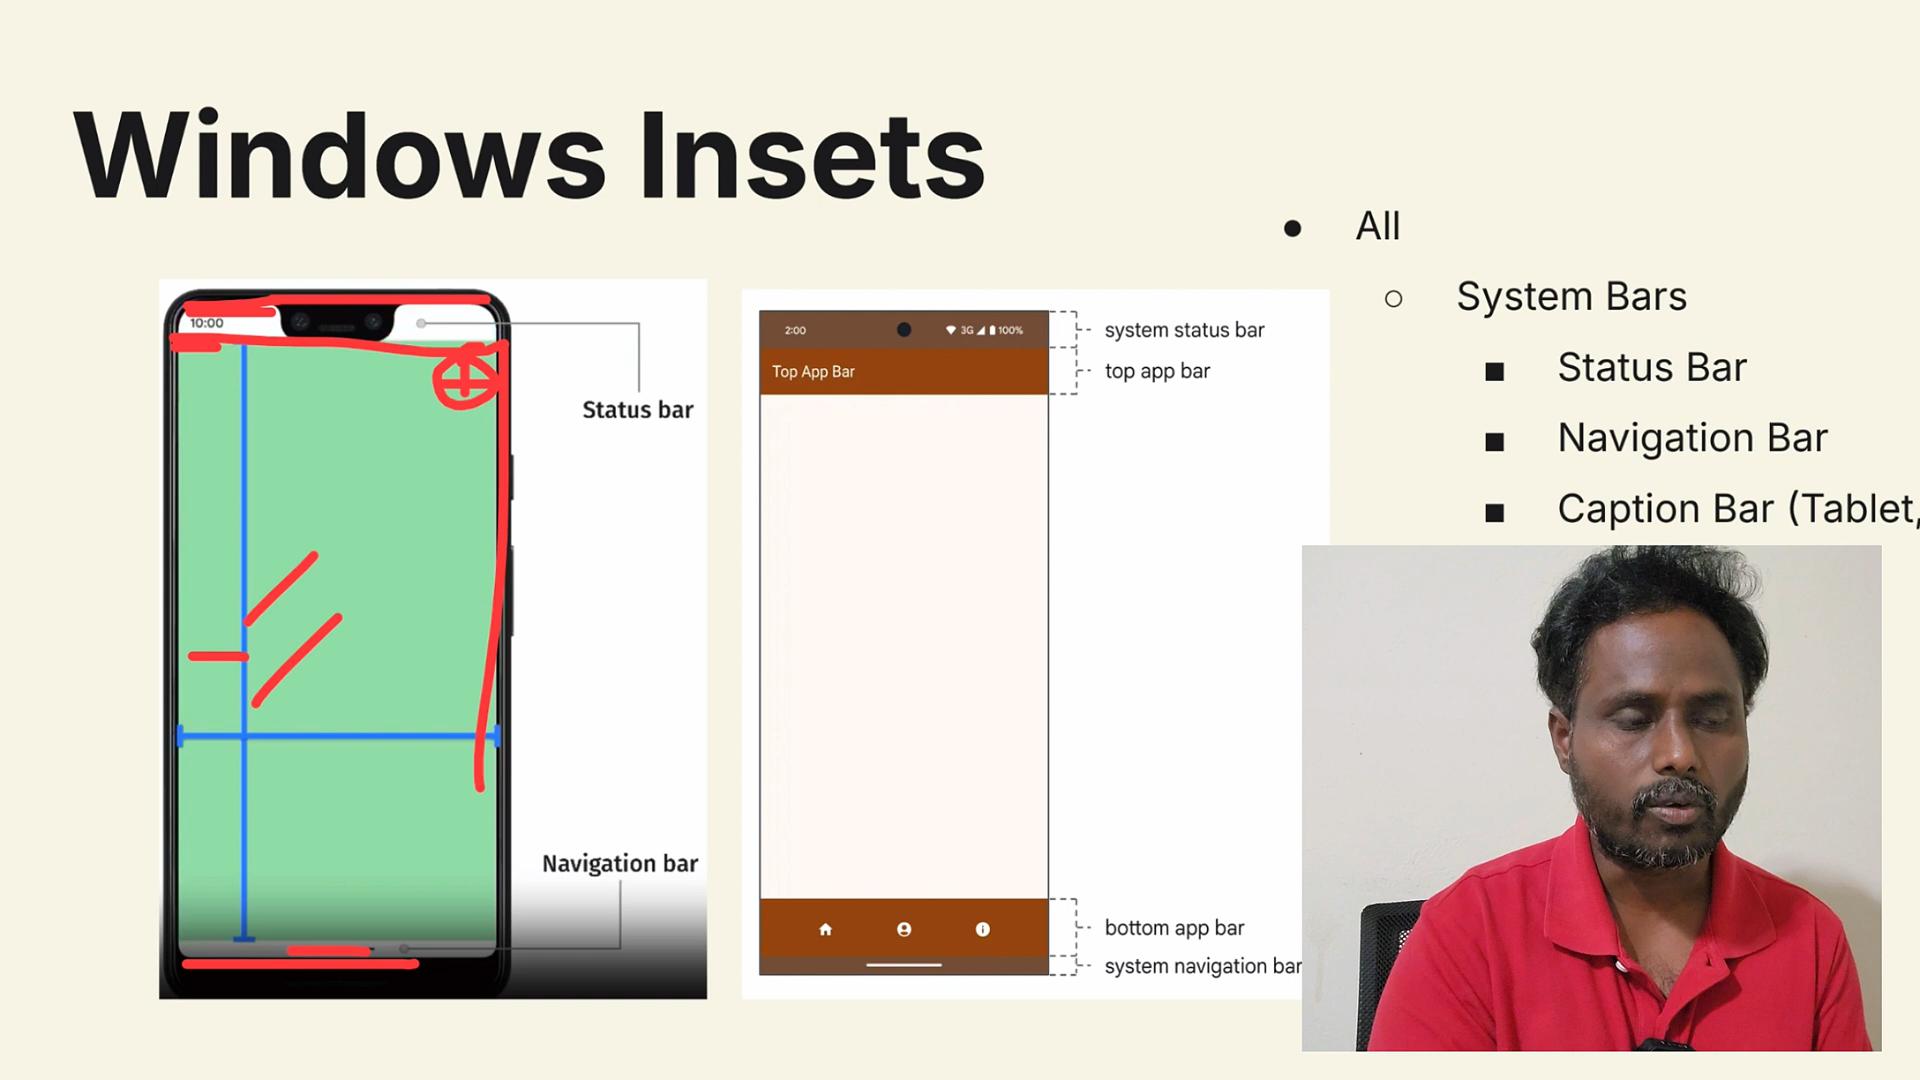 Windows Insets
● All
○ System Bars
■ Status Bar
■ Navigation Bar
■ Caption Bar (Tablet,
10:00
Status bar
Navigation bar
2:00
3G 100%
system status bar
Top App Bar
top app bar
bottom app bar
system navigation bar